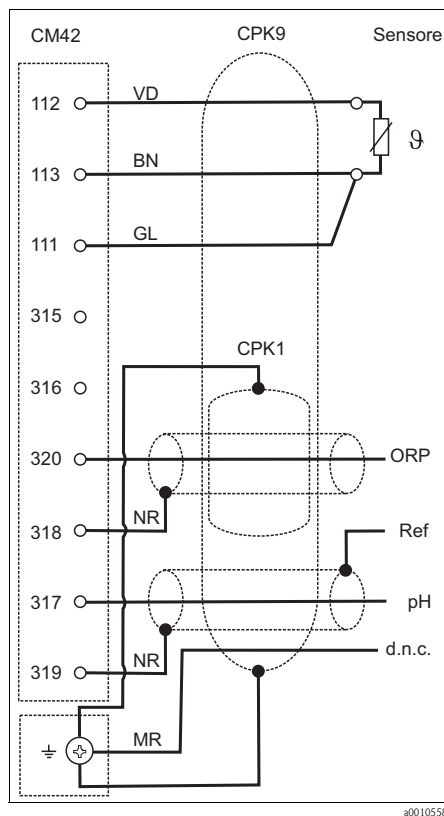 CM42 CPK9 Sensore
112 VD
ϑ
113 BN
111 GL
315
CPK1
316
320 ORP
318 NR Ref
317 pH
d.n.c.
319 NR
MR
a0010558